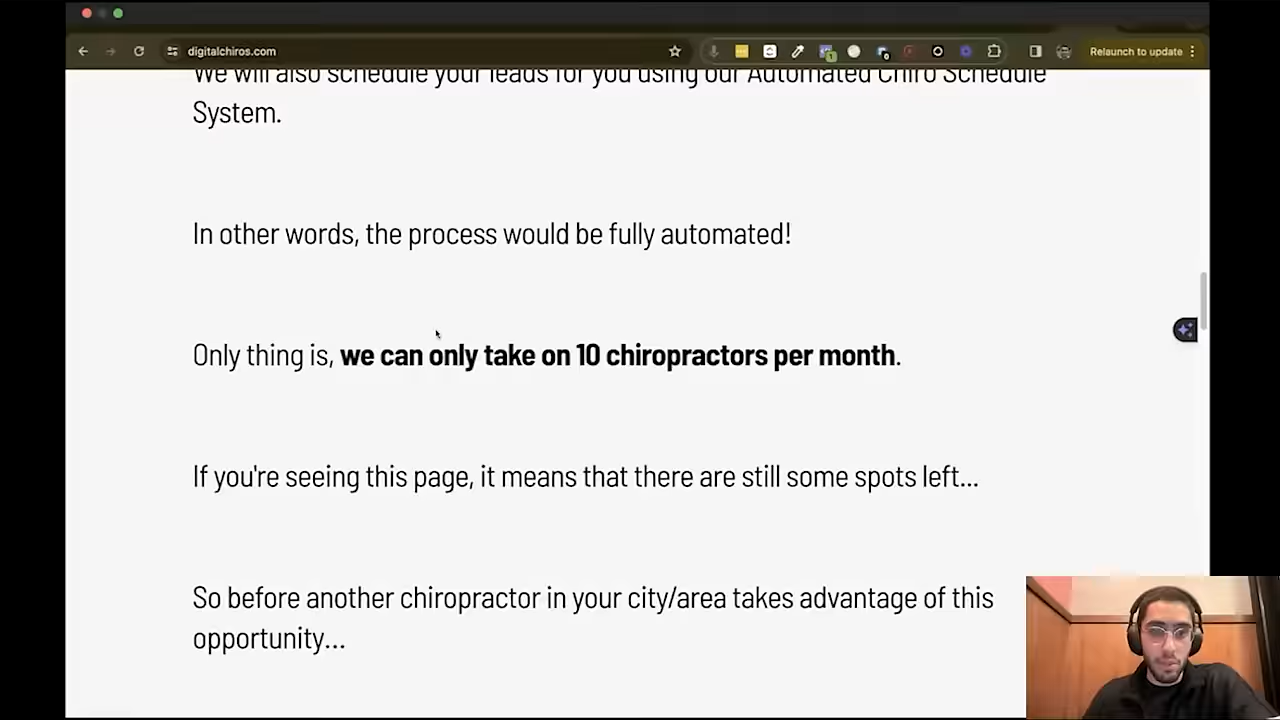 digitalchiros.com
Relaunch to update
We will also schedule your leads for you using our Automated Chiro Schedule
System.
In other words, the process would be fully automated!
Only thing is, we can only take on 10 chiropractors per month.
If you're seeing this page, it means that there are still some spots left...
So before another chiropractor in your city/area takes advantage of this
opportunity...